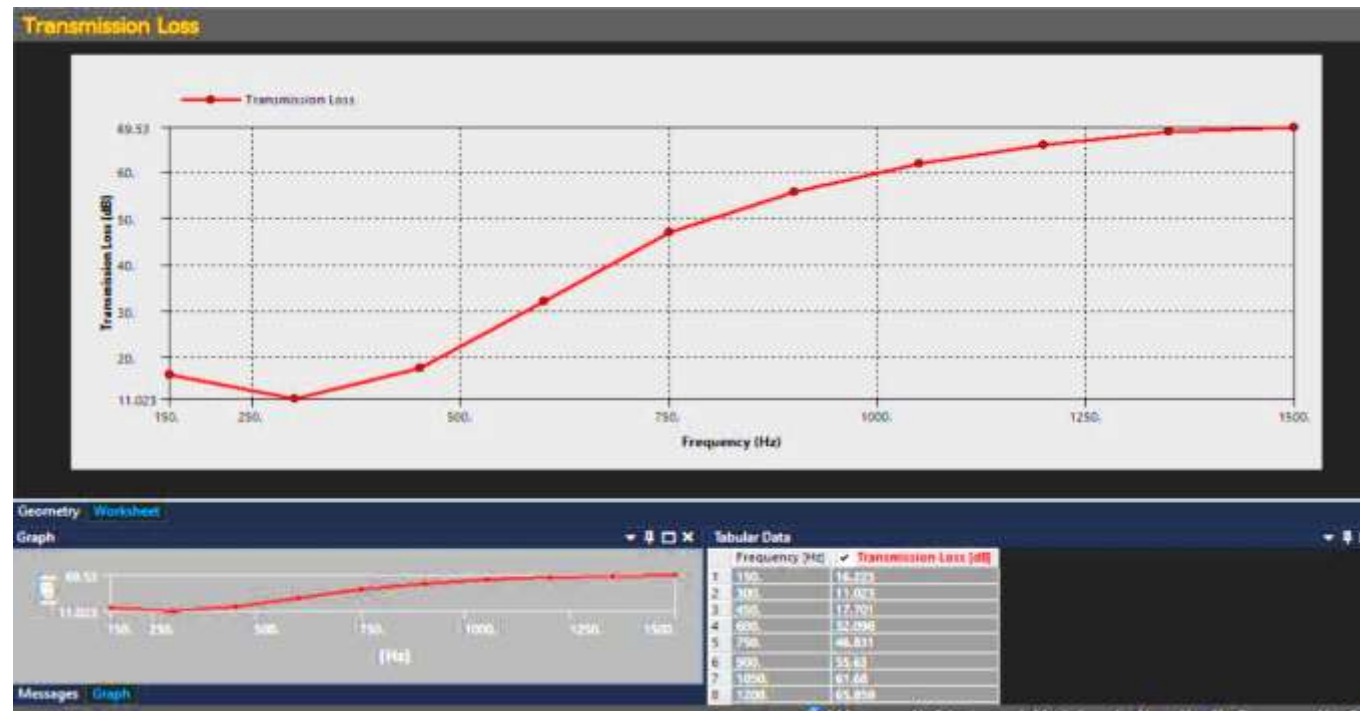 Transmission Loss
Transmission Loss
69.53
60.
50.
40.
30.
20.
11.023
Transmission Loss (dB)
150. 250. 500. 750. 1000. 1250. 1500.
Frequency (Hz)
Geometry Worksheet
Graph
69.53
11.023
150. 250. 500. 750. 1000. 1250. 1500.
[Hz]
Messages Graph
Tabular Data
Frequency [Hz] Transmission Loss [dB]
1 150. 16.223
2 300. 11.023
3 450. 17.701
4 600. 32.098
5 750. 46.831
6 900. 55.63
7 1050. 61.68
8 1200. 65.858